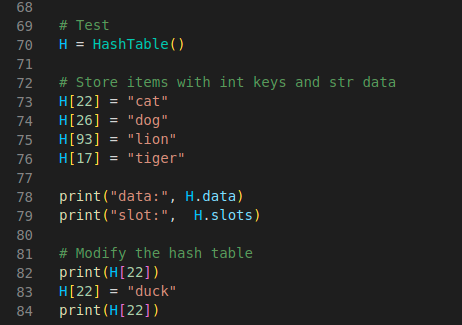 68
69 # Test
70 H = HashTable()
71
72 # Store items with int keys and str data
73 H[22] = "cat"
74 H[26] = "dog"
75 H[93] = "lion"
76 H[17] = "tiger"
77
78 print("data:", H.data)
79 print("slot:",  H.slots)
80
81 # Modify the hash table
82 print(H[22])
83 H[22] = "duck"
84 print(H[22])